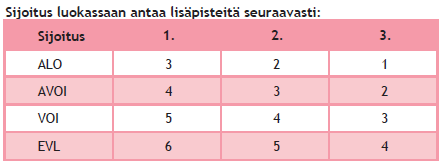 Sijoitus luokassaan antaa lisäpisteitä seuraavasti:
Sijoitus 1. 2. 3.
ALO 3 2 1
AVOI 4 3 2
VOI 5 4 3
EVL 6 5 4